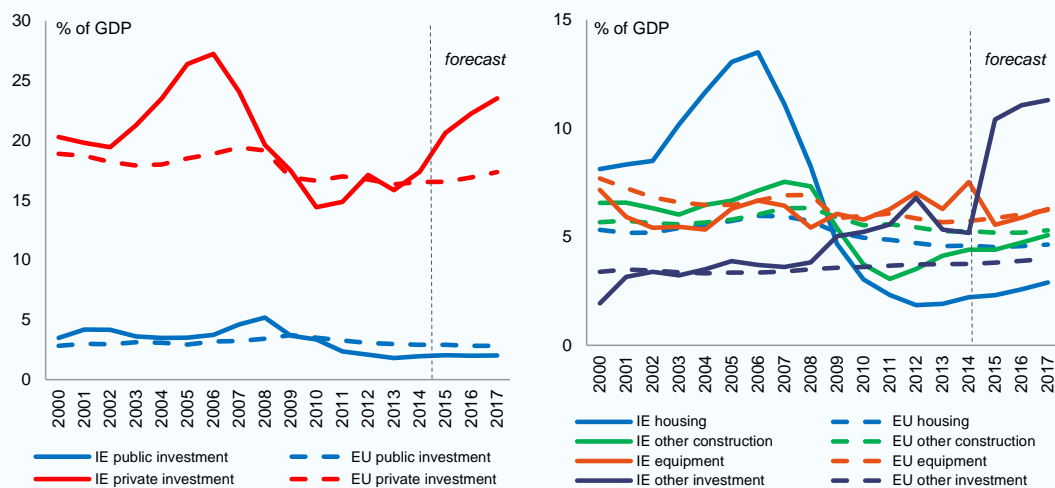 % of GDP
forecast
30
25
20
15
10
5
0
2000 2001 2002 2003 2004 2005 2006 2007 2008 2009 2010 2011 2012 2013 2014 2015 2016 2017
IE public investment EU public investment
IE private investment EU private investment
% of GDP
forecast
15
10
5
0
2000 2001 2002 2003 2004 2005 2006 2007 2008 2009 2010 2011 2012 2013 2014 2015 2016 2017
IE housing EU housing
IE other construction EU other construction
IE equipment EU equipment
IE other investment EU other investment